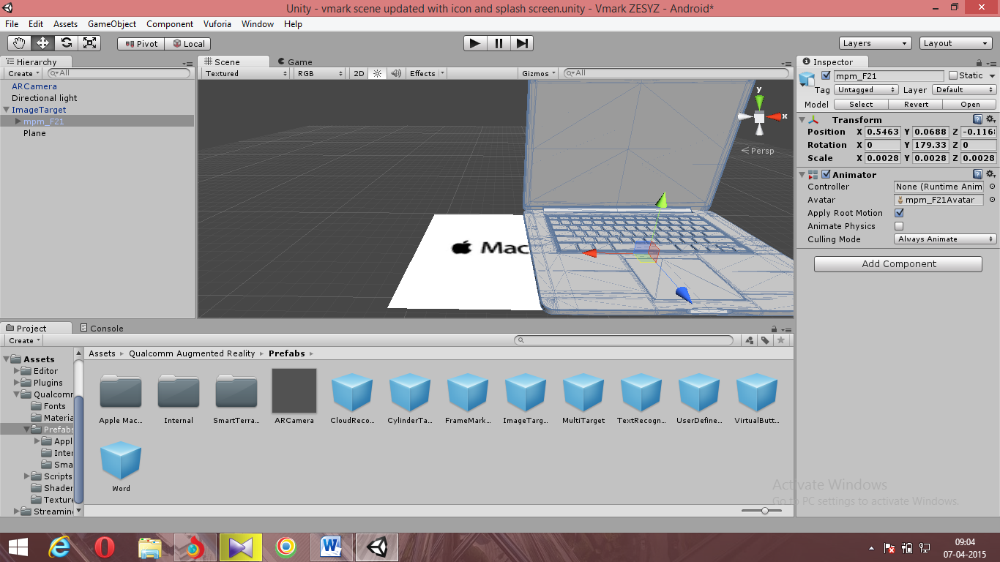 Unity - vmark scene updated with icon and splash screen.unity - Vmark ZESYZ - Android*
File Edit Assets GameObject Component Vuforia Window Help
Pivot Local Layers Layout
Hierarchy
Create All
ARCamera
Directional light
ImageTarget
mpm_F21
Plane
Scene Game
Textured RGB 2D Effects Gizmos All
y
x
Persp
Mac
Inspector
mpm_F21 Static
Tag Untagged Layer Default
Model Select Revert Open
Transform
Position X 0.5463 Y 0.0688 Z -0.116
Rotation X 0 Y 179.33 Z 0
Scale X 0.0028 Y 0.0028 Z 0.0028
Animator
Controller None (Runtime Anim
Avatar mpm_F21Avatar
Apply Root Motion
Animate Physics
Culling Mode Always Animate
Add Component
Project Console
Create
Assets
Editor
Plugins
Qualcomm
Fonts
Materia
Prefabs
Appl
Inter
Sma
Scripts
Shader
Texture
Streamin
Assets Qualcomm Augmented Reality Prefabs
Apple Mac... Internal SmartTerra... ARCamera CloudReco... CylinderTa... FrameMark... ImageTarg... MultiTarget TextRecogn... UserDefine... VirtualButt...
Word
Activate Windows
Go to PC settings to activate Windows.
09:04
07-04-2015